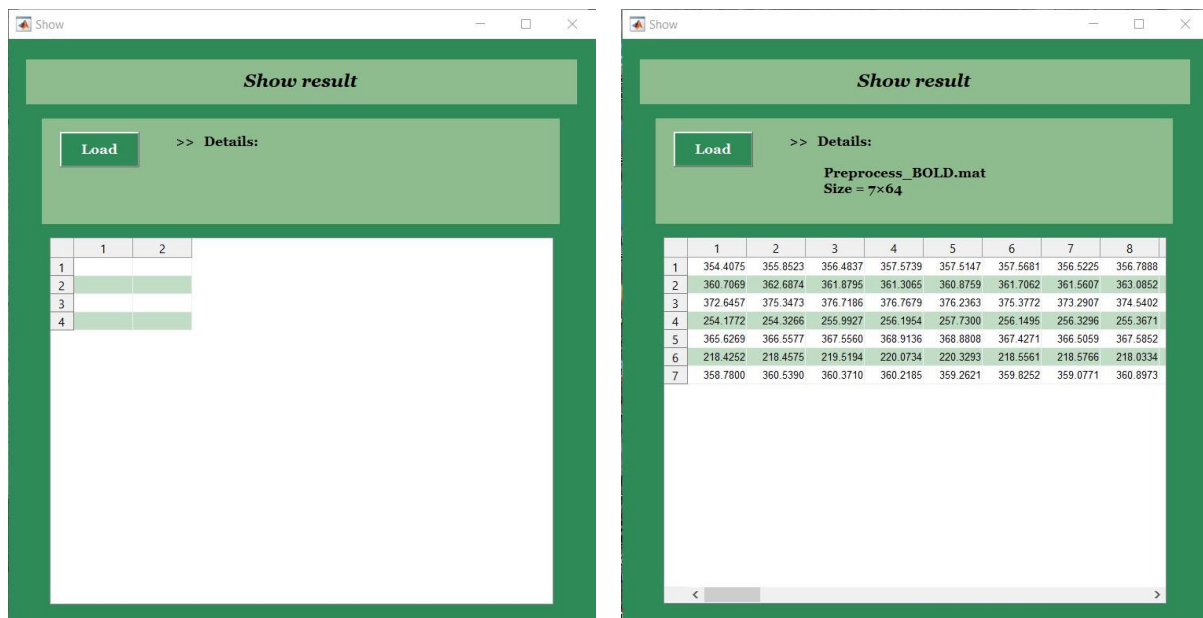 Show
Show result
Load
>> Details:
1 2
1
2
3
4
Show
Show result
Load
>> Details:
Preprocess_BOLD.mat
Size = 7×64
1 2 3 4 5 6 7 8
1 354.4075 355.8523 356.4837 357.5739 357.5147 357.5681 356.5225 356.7888
2 360.7069 362.6874 361.8795 361.3065 360.8759 361.7062 361.5607 363.0852
3 372.6457 375.3473 376.7186 376.7679 376.2363 375.3772 373.2907 374.5402
4 254.1772 254.3266 255.9927 256.1954 257.7300 256.1495 256.3296 255.3671
5 365.6269 366.5577 367.5560 368.9136 368.8808 367.4271 366.5059 367.5852
6 218.4252 218.4575 219.5194 220.0734 220.3293 218.5561 218.5766 218.0334
7 358.7800 360.5390 360.3710 360.2185 359.2621 359.8252 359.0771 360.8973